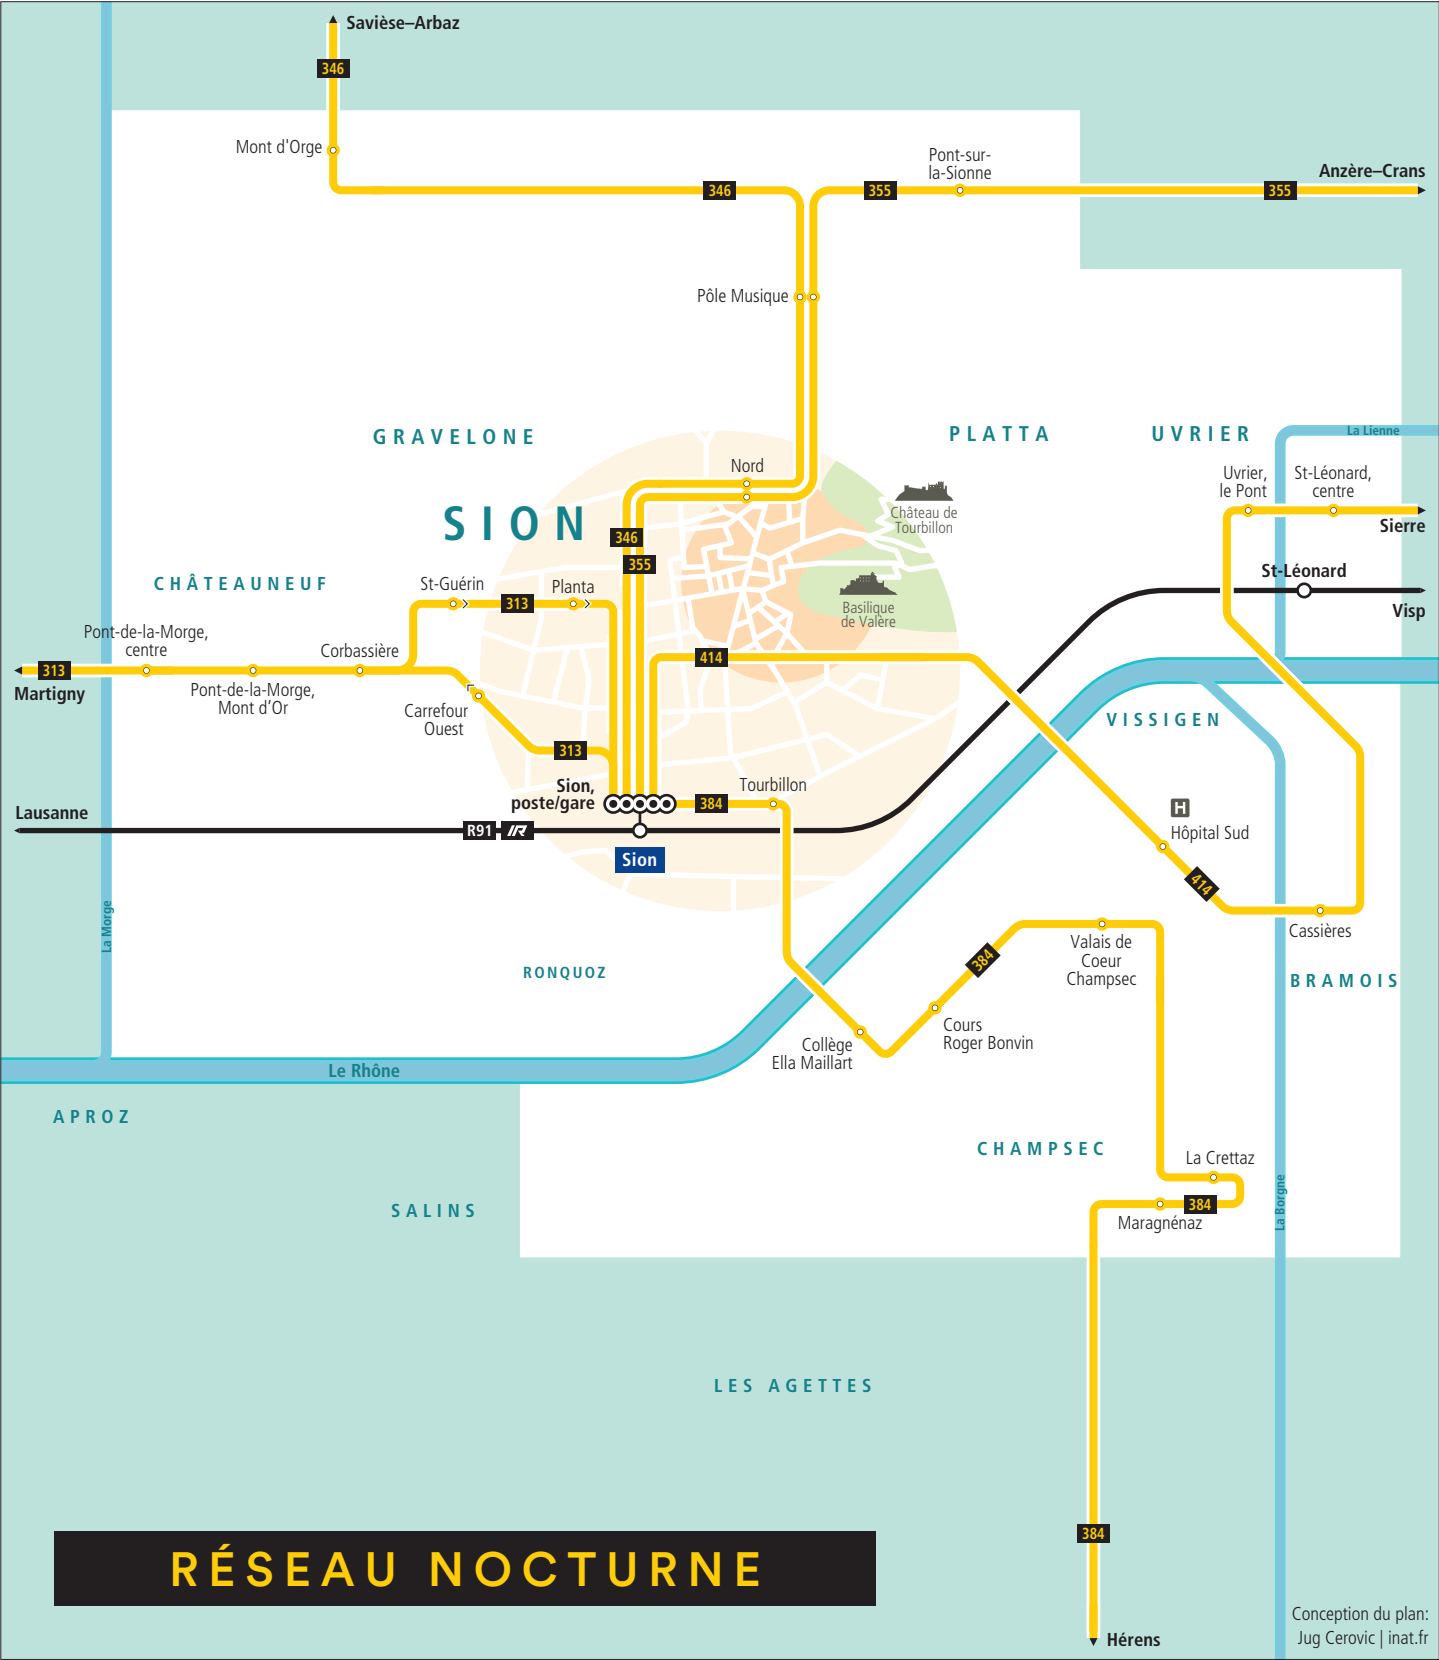 Savièse–Arbaz
346
Mont d'Orge
Pont-sur-
la-Sionne
Anzère–Crans
346
355
355
Pôle Musique
GRAVELONE
PLATTA
UVRIER
La Lienne
Nord
Uvrier,
le Pont
St-Léonard,
centre
Château de
Tourbillon
SION
Sierre
346
355
St-Léonard
CHÂTEAUNEUF
St-Guérin
Planta
313
Basilique
de Valère
Visp
Pont-de-la-Morge,
centre
Corbassière
414
313
Martigny
Pont-de-la-Morge,
Mont d’Or
Carrefour
Ouest
VISSIGEN
313
Sion,
poste/gare
384
Tourbillon
Lausanne
R91
IR
Sion
H
Hôpital Sud
414
La Morge
Cassières
Valais de
Coeur
Champsec
384
RONQUOZ
BRAMOIS
Cours
Roger Bonvin
Collège
Ella Maillart
Le Rhône
APROZ
CHAMPSEC
La Crettaz
384
La Borgne
SALINS
Maragnénaz
LES AGETTES
384
RÉSEAU NOCTURNE
Hérens
Conception du plan:
Jug Cerovic | inat.fr